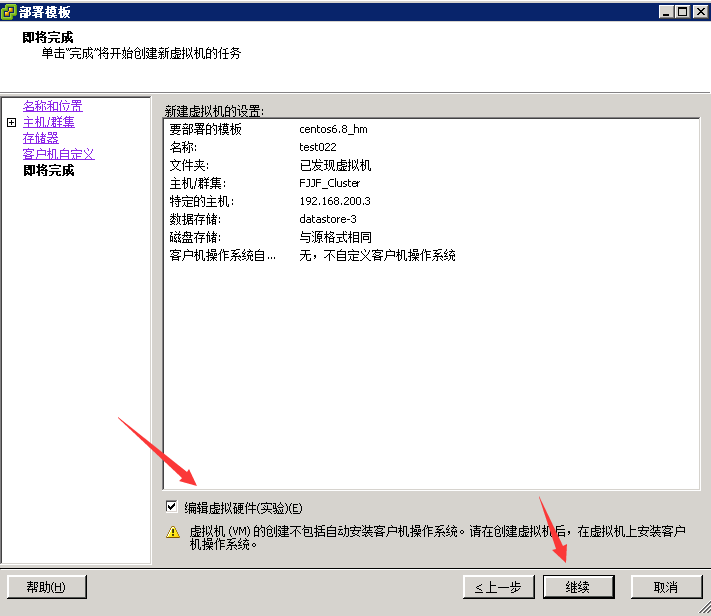 部署模板
即将完成
单击“完成”将开始创建新虚拟机的任务
名称和位置
主机/群集
存储器
客户机自定义
即将完成
新建虚拟机的设置:
要部署的模板 centos6.8_hm
名称: test022
文件夹: 已发现虚拟机
主机/群集: FJJF_Cluster
特定的主机: 192.168.200.3
数据存储: datastore-3
磁盘存储: 与源格式相同
客户机操作系统自... 无，不自定义客户机操作系统
编辑虚拟硬件(实验)(E)
虚拟机 (VM) 的创建不包括自动安装客户机操作系统。请在创建虚拟机后，在虚拟机上安装客户
机操作系统。
帮助(H)
≤上一步
继续
取消